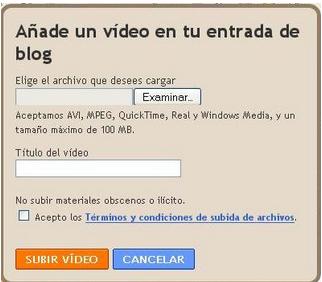 Añade un vídeo en tu entrada de
blog
Elige el archivo que desees cargar
Examinar...
Aceptamos AVI, MPEG, QuickTime, Real y Windows Media, y un
tamaño máximo de 100 MB.
Título del vídeo
No subir materiales obscenos o ilícito.
Acepto los Términos y condiciones de subida de archivos.
SUBIR VÍDEO CANCELAR